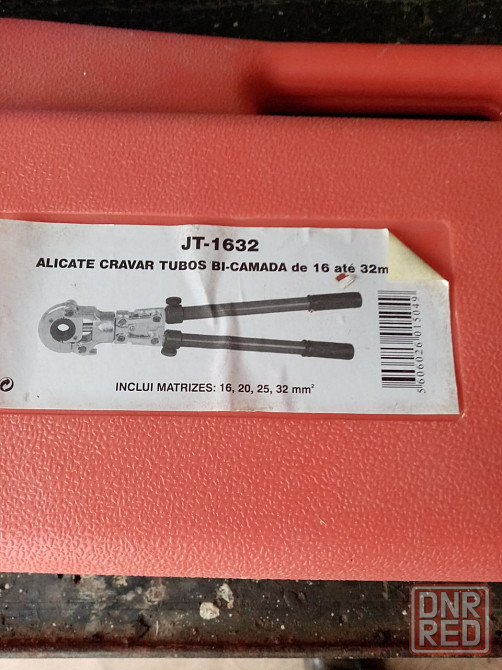 JT-1632
ALICATE CRAVAR TUBOS BI-CAMADA de 16 até 32m
INCLUI MATRIZES: 16, 20, 25, 32 mm²
5606026015049
DNR
RED